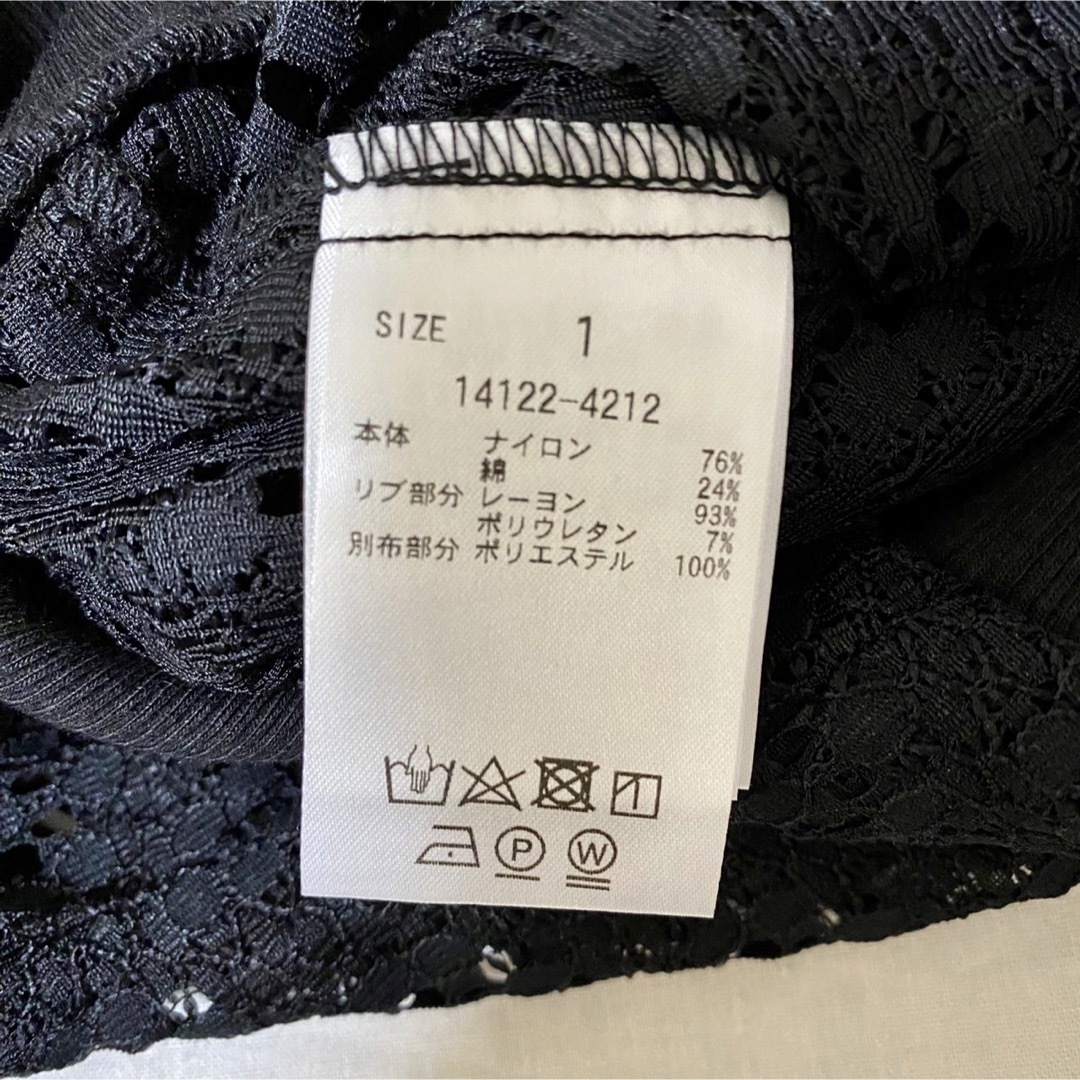 SIZE 1
14122-4212
本体 ナイロン 76%
綿 24%
リブ部分 レーヨン 93%
ポリウレタン 7%
別布部分 ポリエステル 100%
P W